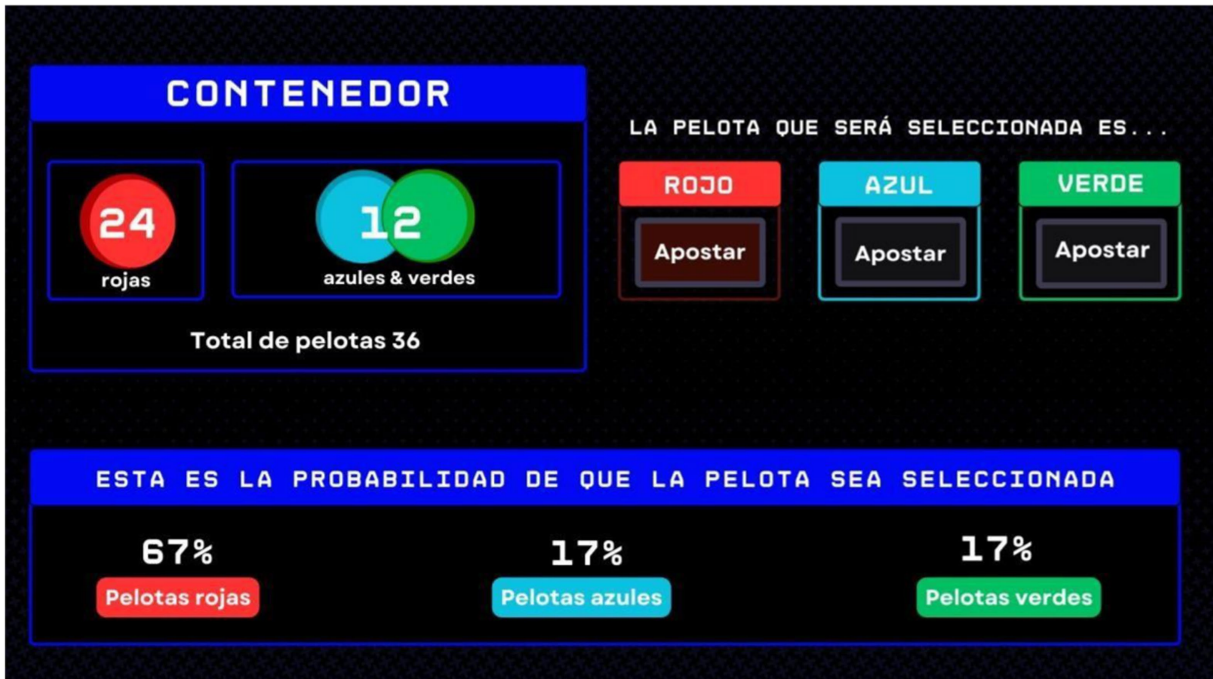 CONTENEDOR
24
rojas
12
azules & verdes
Total de pelotas 36
LA PELOTA QUE SERÁ SELECCIONADA ES...
ROJO
AZUL
VERDE
Apostar
Apostar
Apostar
ESTA ES LA PROBABILIDAD DE QUE LA PELOTA SEA SELECCIONADA
67%
17%
17%
Pelotas rojas
Pelotas azules
Pelotas verdes